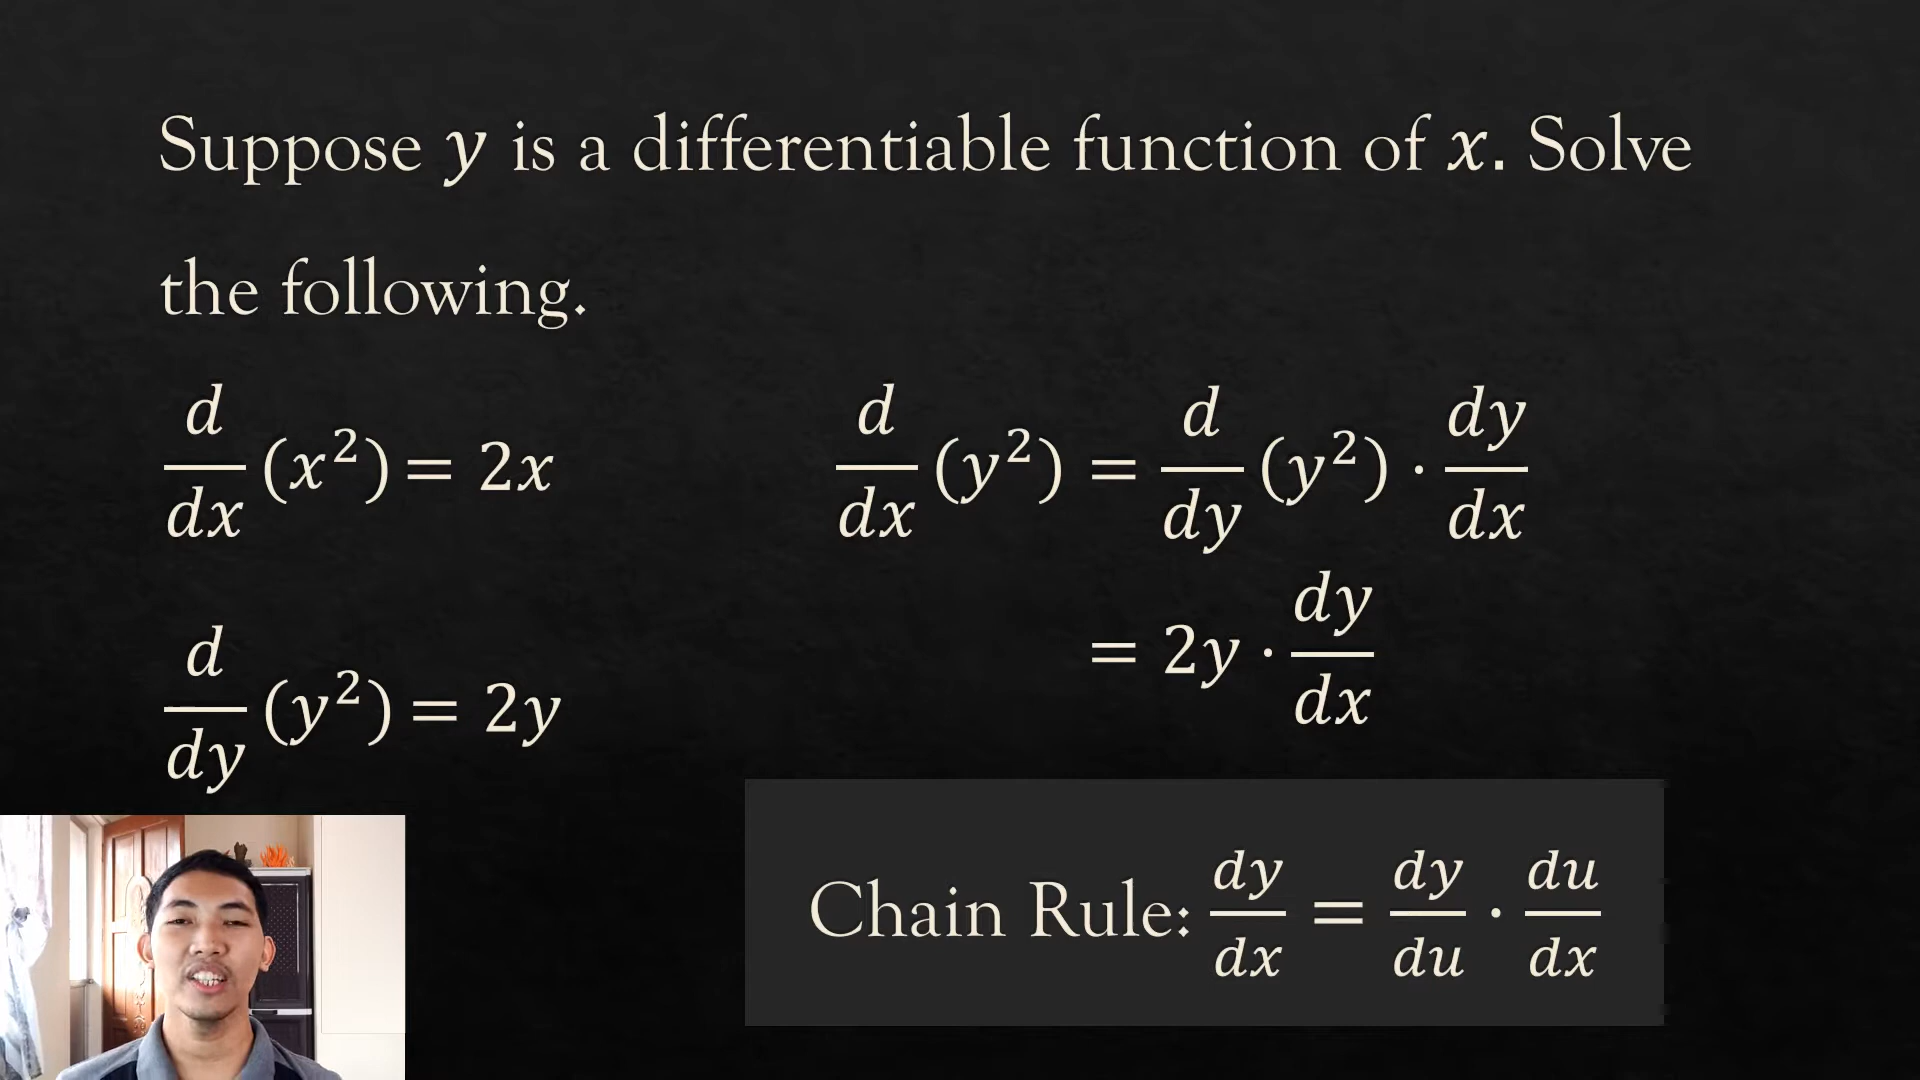 Suppose y is a differentiable function of x. Solve
the following.
d/dx (x²) = 2x
d/dy (y²) = 2y
d/dx (y²) = d/dy (y²) · dy/dx
= 2y · dy/dx
Chain Rule: dy/dx = dy/du · du/dx